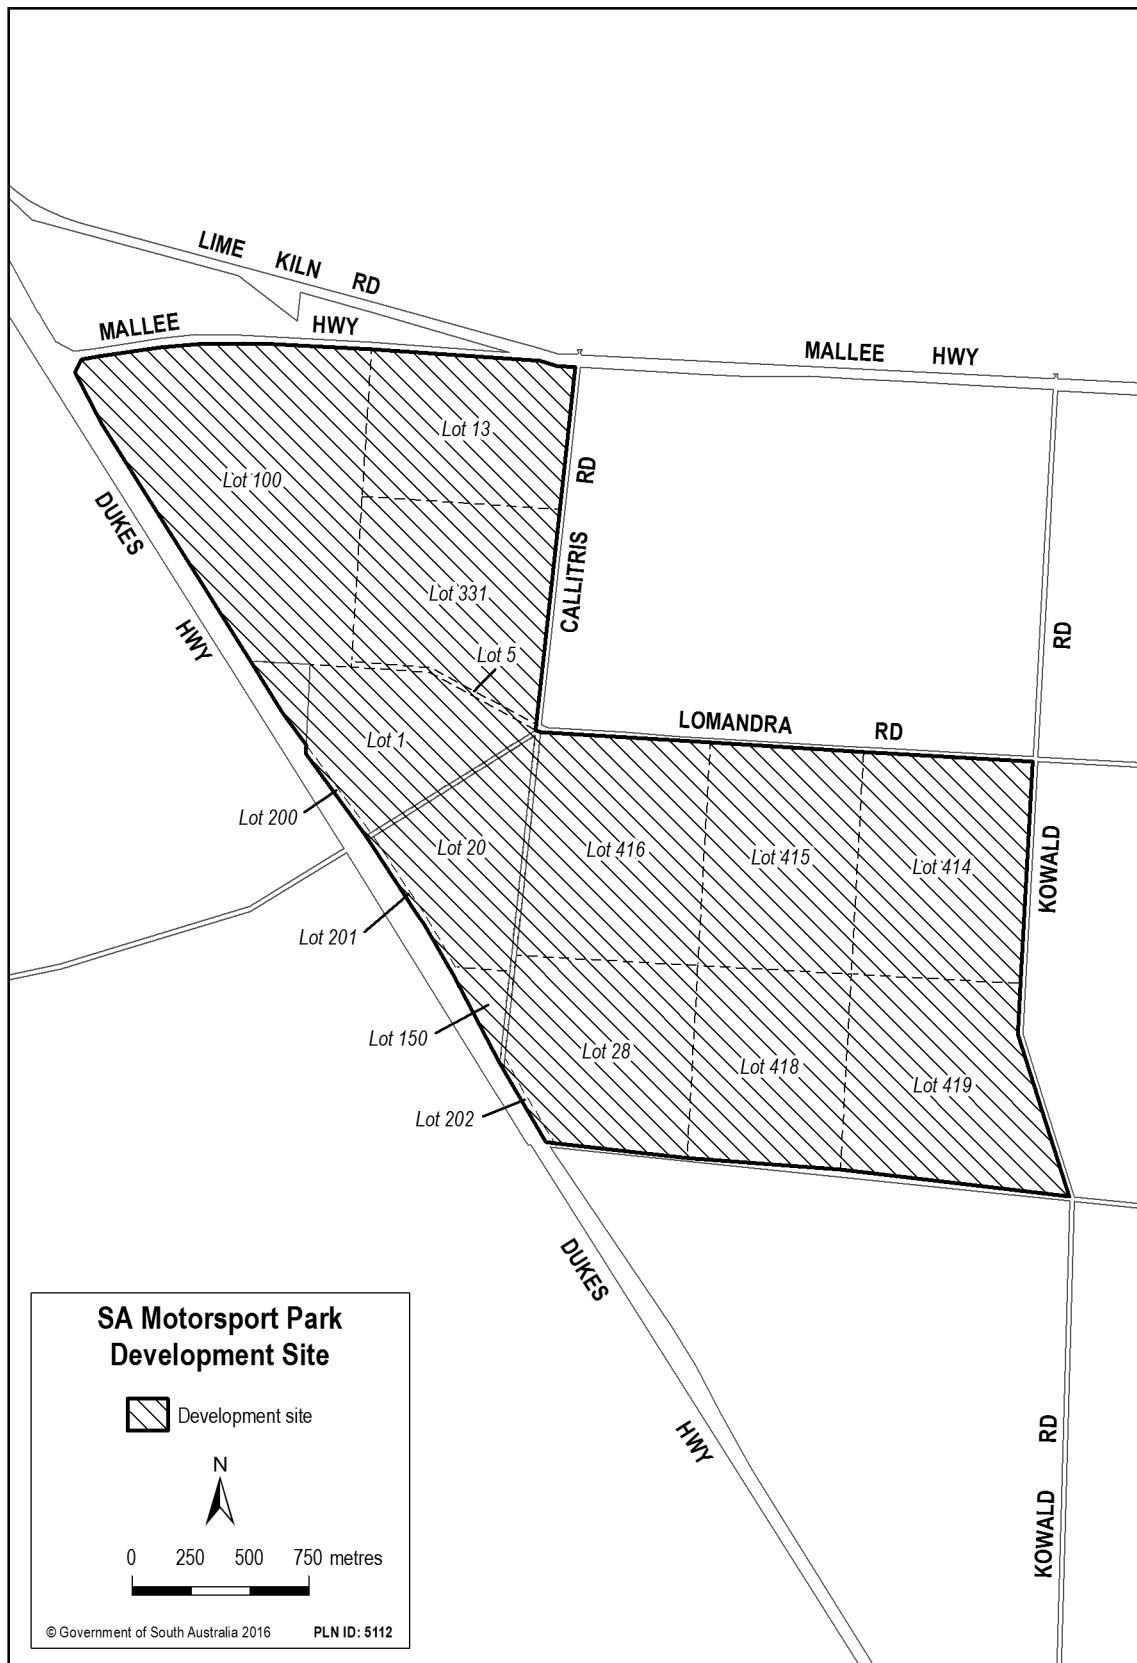 LIME KILN RD
MALLEE HWY
MALLEE HWY
Lot 13
RD
CALLITRIS
Lot 100
DUKES
HWY
Lot 331
RD
Lot 5
LOMANDRA RD
Lot 1
Lot 200
Lot 20
Lot 416
Lot 415
Lot 414
KOWALD
Lot 201
Lot 150
Lot 28
Lot 418
Lot 419
Lot 202
DUKES
HWY
RD
KOWALD
SA Motorsport Park
Development Site
Development site
N
0 250 500 750 metres
© Government of South Australia 2016 PLN ID: 5112